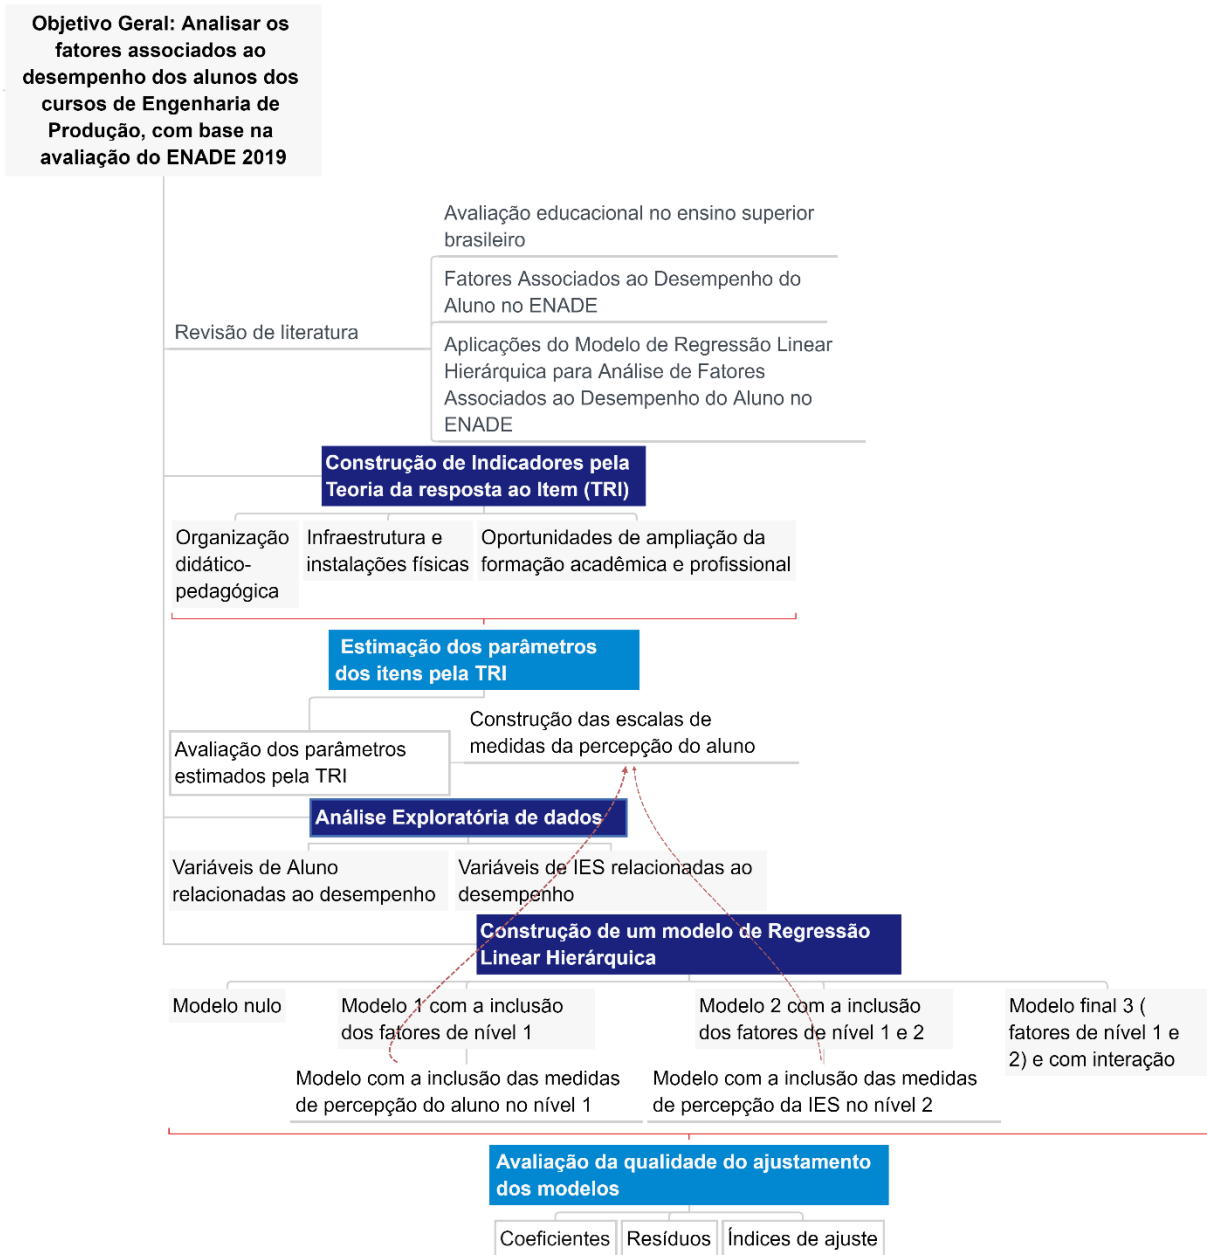 Objetivo Geral: Analisar os
fatores associados ao
desempenho dos alunos dos
cursos de Engenharia de
Produção, com base na
avaliação do ENADE 2019
Avaliação educacional no ensino superior
brasileiro
Fatores Associados ao Desempenho do
Aluno no ENADE
Revisão de literatura
Aplicações do Modelo de Regressão Linear
Hierárquica para Análise de Fatores
Associados ao Desempenho do Aluno no
ENADE
Construção de Indicadores pela
Teoria da resposta ao Item (TRI)
Organização
didático-
pedagógica
Infraestrutura e
instalações físicas
Oportunidades de ampliação da
formação acadêmica e profissional
Estimação dos parâmetros
dos itens pela TRI
Avaliação dos parâmetros
estimados pela TRI
Construção das escalas de
medidas da percepção do aluno
Análise Exploratória de dados
Variáveis de Aluno
relacionadas ao desempenho
Variáveis de IES relacionadas ao
desempenho
Construção de um modelo de Regressão
Linear Hierárquica
Modelo nulo
Modelo 1 com a inclusão
dos fatores de nível 1
Modelo 2 com a inclusão
dos fatores de nível 1 e 2
Modelo final 3 (
fatores de nível 1 e
2) e com interação
Modelo com a inclusão das medidas
de percepção do aluno no nível 1
Modelo com a inclusão das medidas
de percepção da IES no nível 2
Avaliação da qualidade do ajustamento
dos modelos
Coeficientes
Resíduos
Índices de ajuste